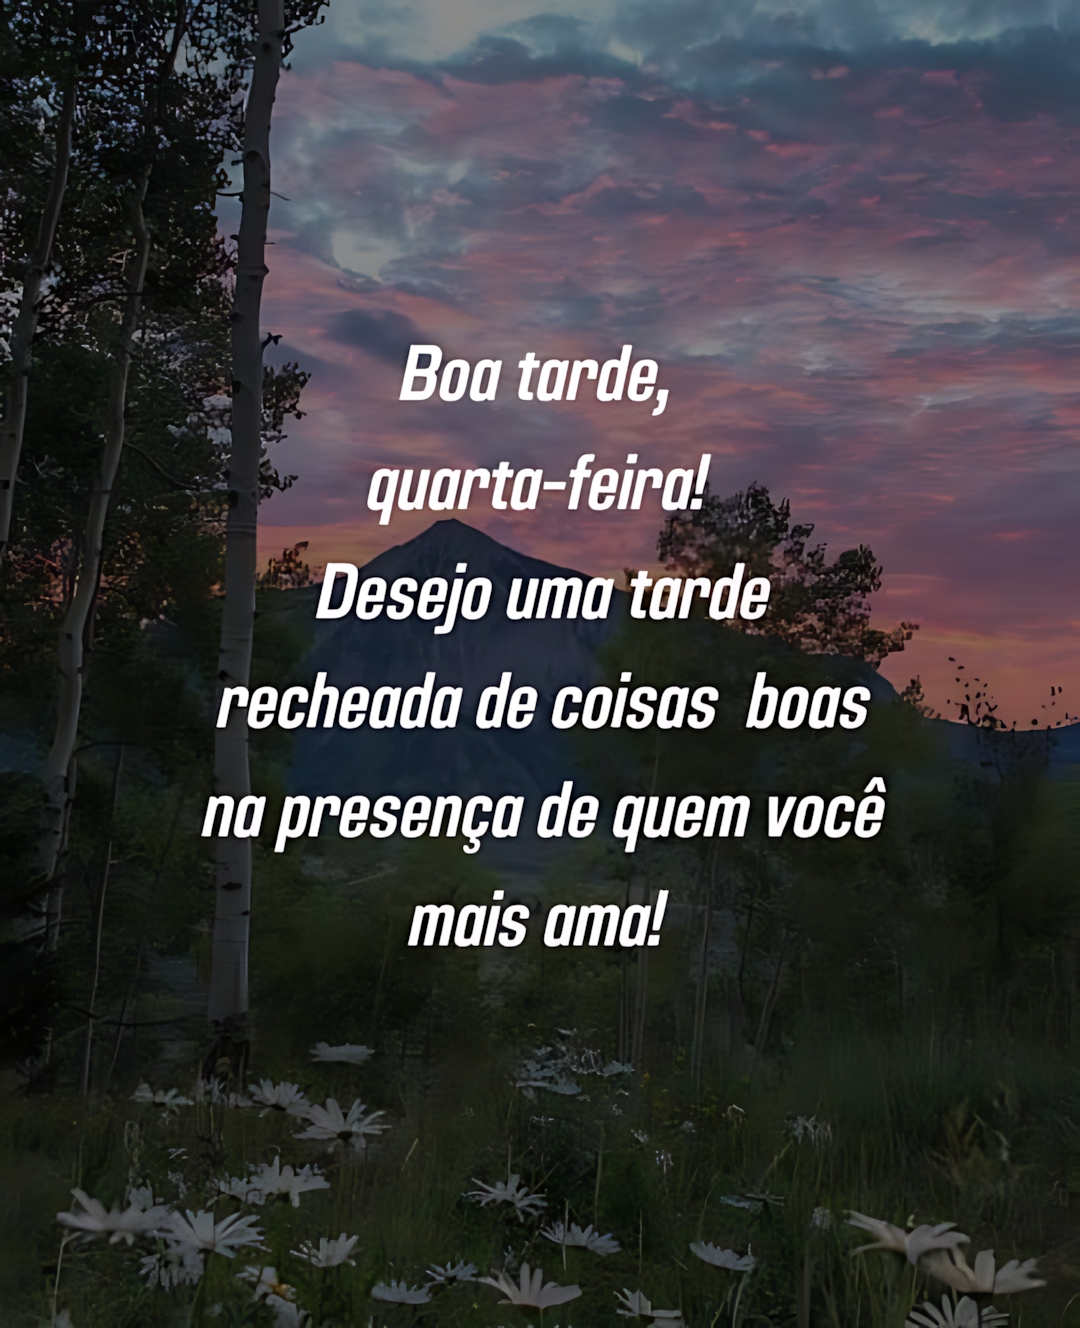 Boa tarde,
quarta-feira!
Desejo uma tarde
recheada de coisas  boas
na presença de quem você
mais ama!